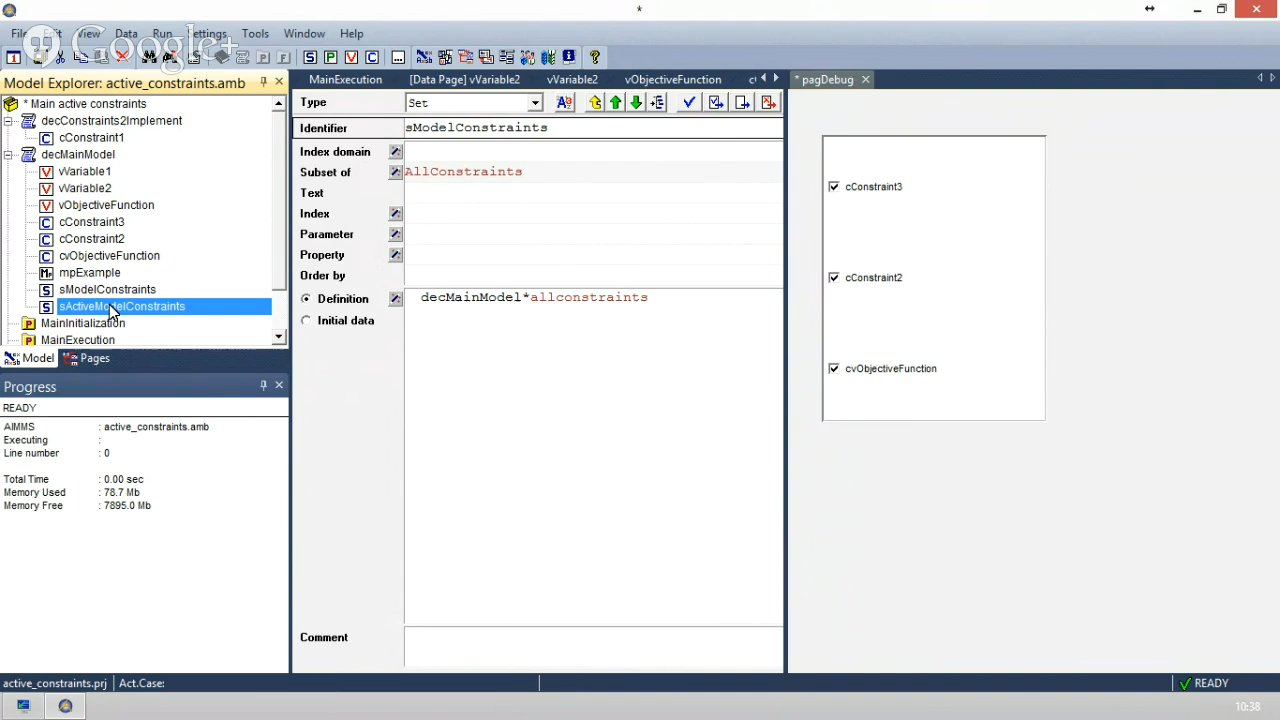 *
File Edit View Data Run Settings Tools Window Help
Google+
Model Explorer: active_constraints.amb
* Main active constraints
decConstraints2Implement
cConstraint1
decMainModel
vVariable1
vVariable2
vObjectiveFunction
cConstraint3
cConstraint2
cvObjectiveFunction
mpExample
sModelConstraints
sActiveModelConstraints
MainInitialization
MainExecution
Model Pages
Progress
READY
AIMMS : active_constraints.amb
Executing :
Line number : 0
Total Time : 0.00 sec
Memory Used : 78.7 Mb
Memory Free : 7895.0 Mb
MainExecution [Data Page] vVariable2 vVariable2 vObjectiveFunction
Type Set
Identifier sModelConstraints
Index domain
Subset of AllConstraints
Text
Index
Parameter
Property
Order by
Definition decMainModel*allconstraints
Initial data
Comment
* pagDebug
cConstraint3
cConstraint2
cvObjectiveFunction
active_constraints.prj Act.Case:
READY
10:38